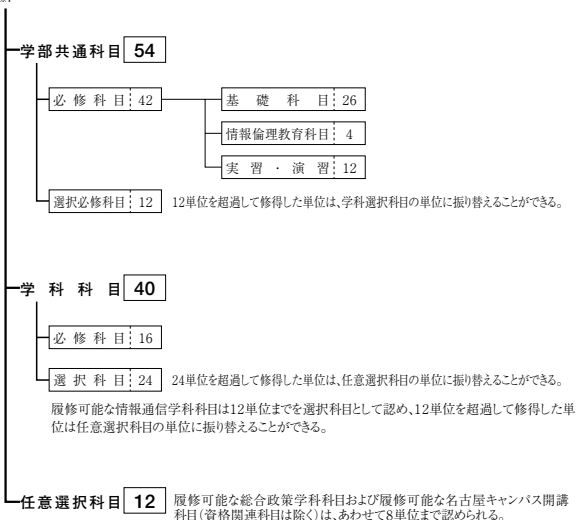 学部共通科目 54
必修科目 42
基礎科目 26
情報倫理教育科目 4
実習・演習 12
選択必修科目 12 12単位を超過して修得した単位は、学科選択科目の単位に振り替えることができる。
学科科目 40
必修科目 16
選択科目 24 24単位を超過して修得した単位は、任意選択科目の単位に振り替えることができる。
履修可能な情報通信学科科目は12単位までを選択科目として認め、12単位を超過して修得した単
位は任意選択科目の単位に振り替えることができる。
任意選択科目 12 履修可能な総合政策学科科目および履修可能な名古屋キャンパス開講
科目(資格関連科目は除く)は、あわせて8単位まで認められる。